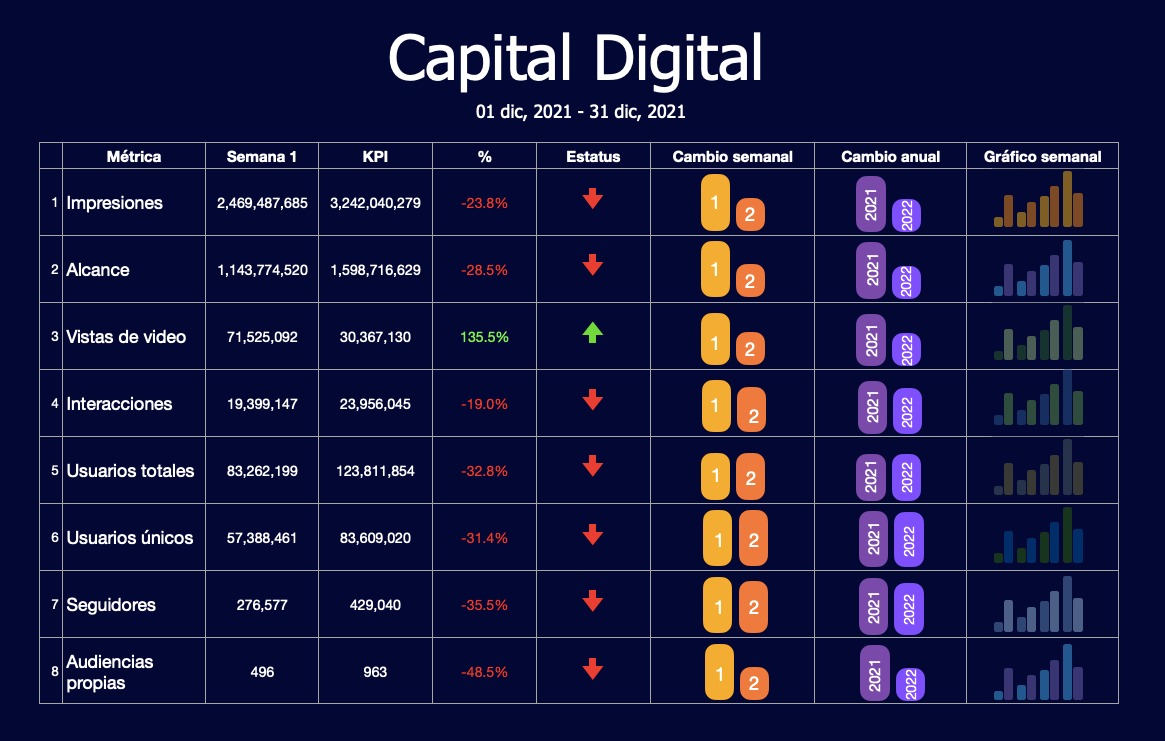 Capital Digital
01 dic, 2021 - 31 dic, 2021
Métrica Semana 1 KPI % Estatus Cambio semanal Cambio anual Gráfico semanal
1 Impresiones 2,469,487,685 3,242,040,279 -23.8% 1 2 2021 2022
2 Alcance 1,143,774,520 1,598,716,629 -28.5% 1 2 2021 2022
3 Vistas de video 71,525,092 30,367,130 135.5% 1 2 2021 2022
4 Interacciones 19,399,147 23,956,045 -19.0% 1 2 2021 2022
5 Usuarios totales 83,262,199 123,811,854 -32.8% 1 2 2021 2022
6 Usuarios únicos 57,388,461 83,609,020 -31.4% 1 2 2021 2022
7 Seguidores 276,577 429,040 -35.5% 1 2 2021 2022
8 Audiencias propias 496 963 -48.5% 1 2 2021 2022